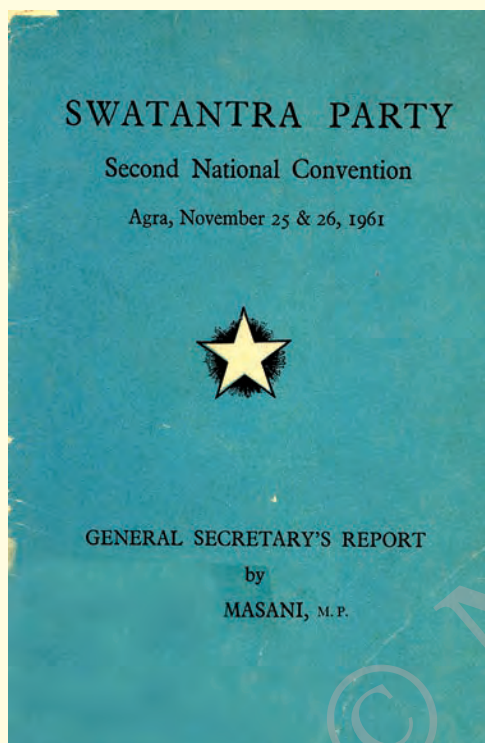 SWATANTRA PARTY
Second National Convention
Agra, November 25 & 26, 1961
GENERAL SECRETARY'S REPORT
by
MASANI, M. P.
©